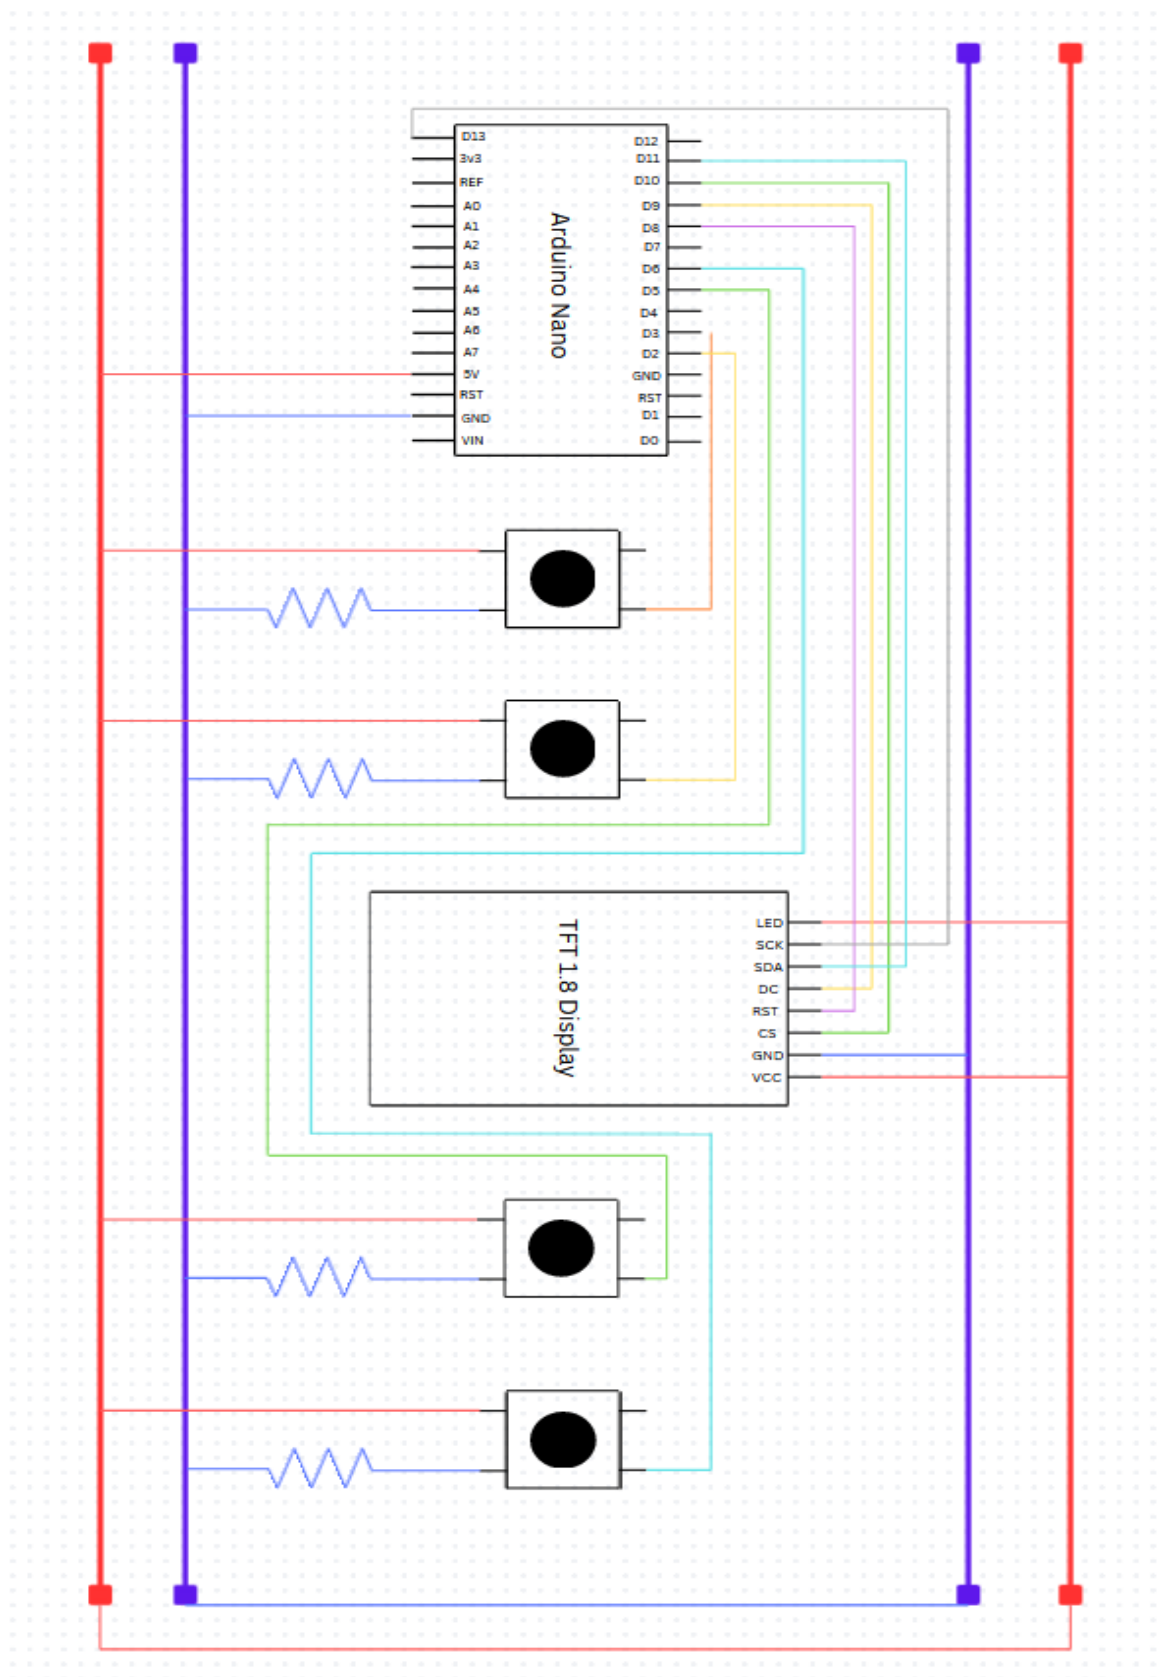 D13
3v3
REF
A0
A1
A2
A3
A4
A5
A6
A7
5V
RST
GND
VIN
Arduino Nano
D12
D11
D10
D9
D8
D7
D6
D5
D4
D3
D2
GND
RST
D1
D0
TFT 1.8 Display
LED
SCK
SDA
DC
RST
CS
GND
VCC